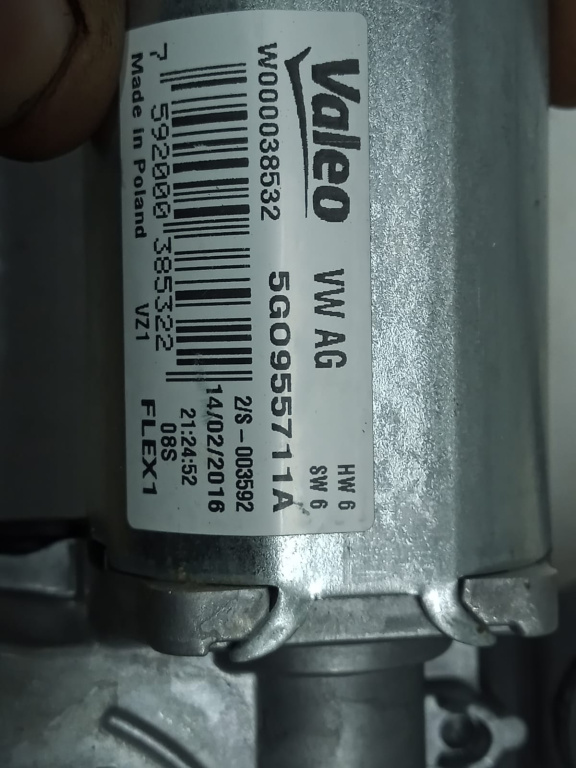 Valeo
VW AG
HW 6
SW 6
W000038532
5G0955711A
2/S-003592
14/02/2016
21:24:52
08S
7 592000 385322
VZ1
FLEX1
Made in Poland